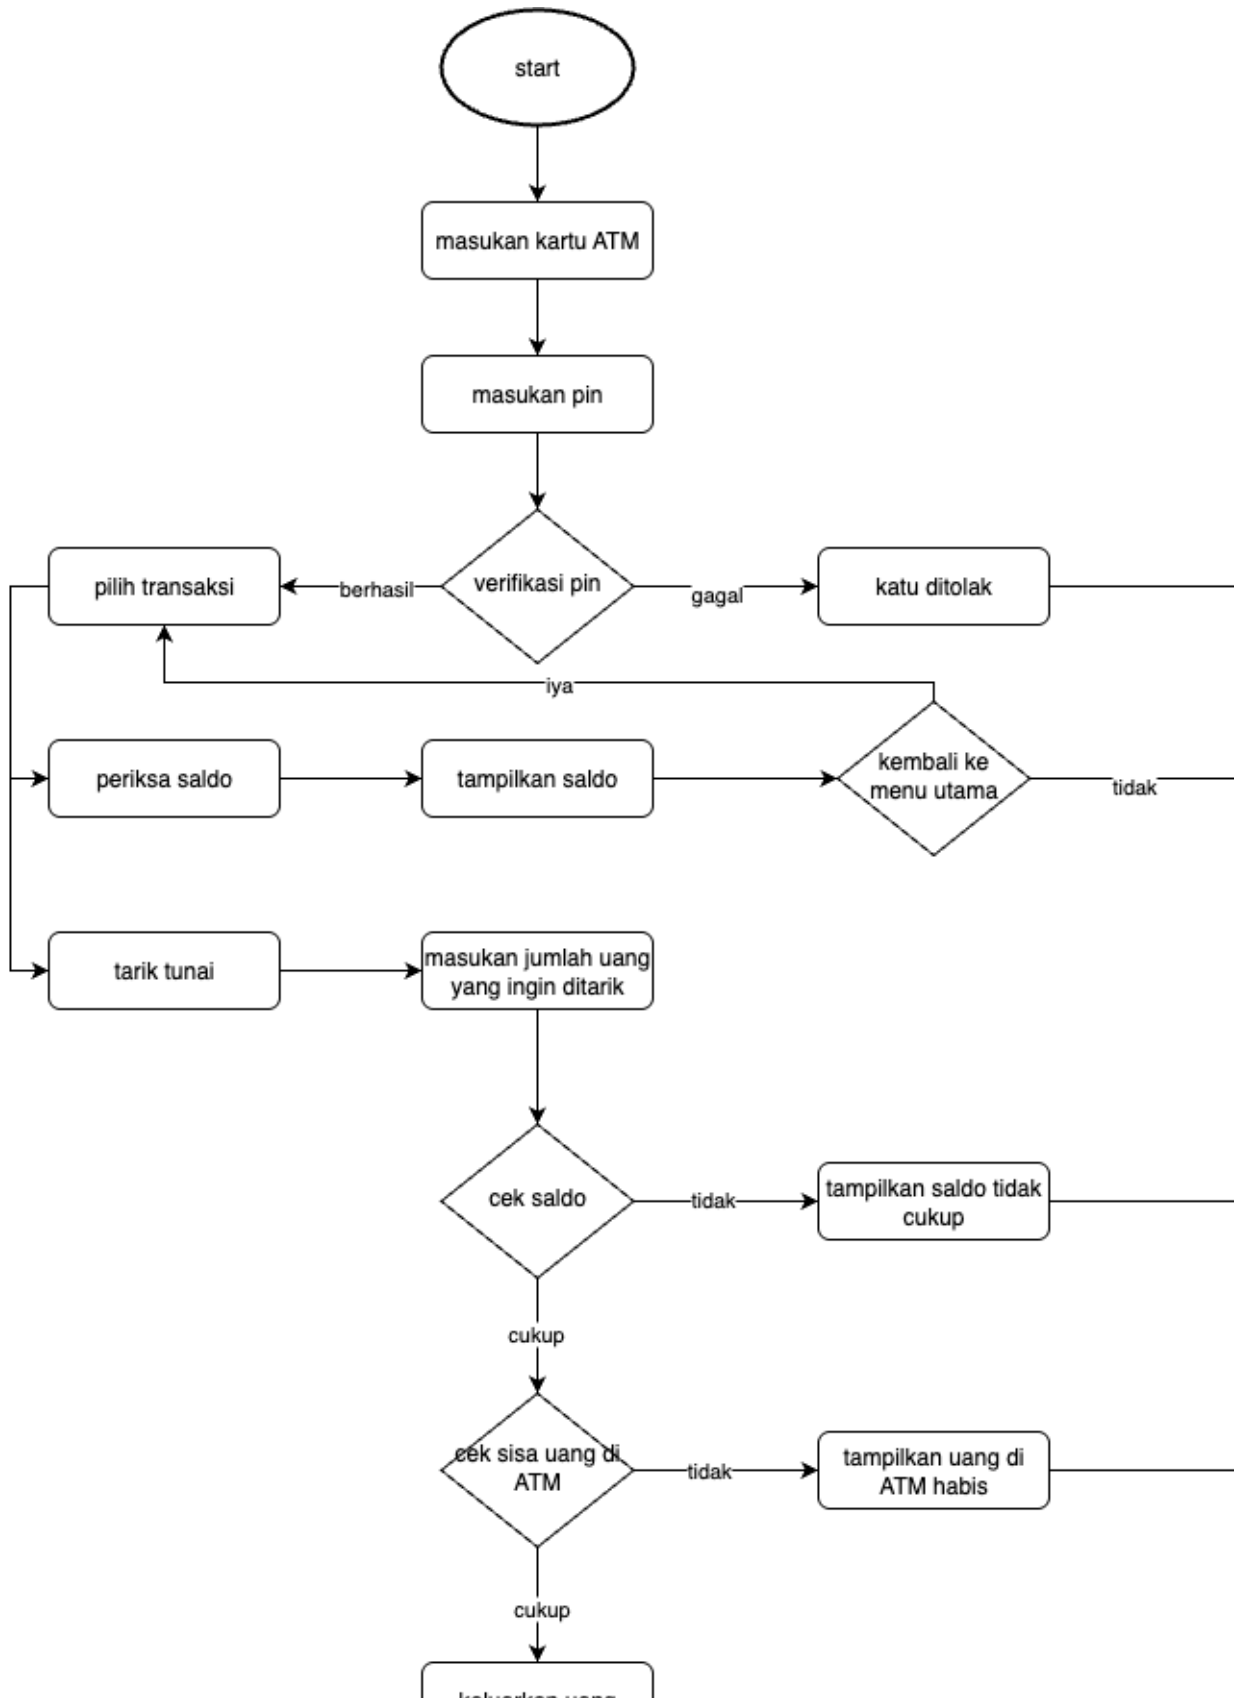 start
masukan kartu ATM
masukan pin
verifikasi pin
berhasil
pilih transaksi
gagal
katu ditolak
iya
periksa saldo
tampilkan saldo
kembali ke
menu utama
tidak
tarik tunai
masukan jumlah uang
yang ingin ditarik
cek saldo
tidak
tampilkan saldo tidak
cukup
cukup
cek sisa uang di
ATM
tidak
tampilkan uang di
ATM habis
cukup
keluarkan uang